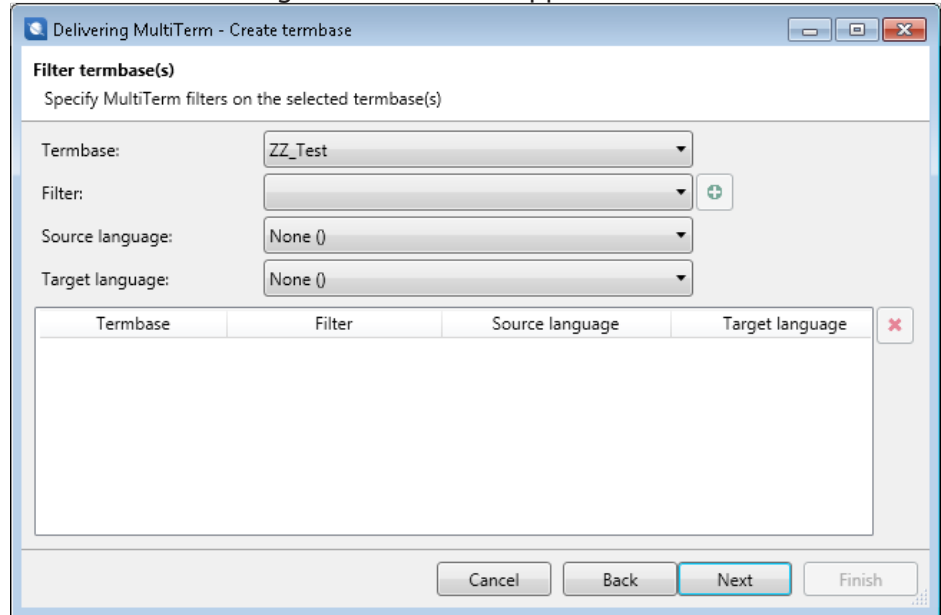 Delivering MultiTerm - Create termbase
Filter termbase(s)
Specify MultiTerm filters on the selected termbase(s)
Termbase: ZZ_Test
Filter:
Source language: None ()
Target language: None ()
Termbase Filter Source language Target language
Cancel Back Next Finish